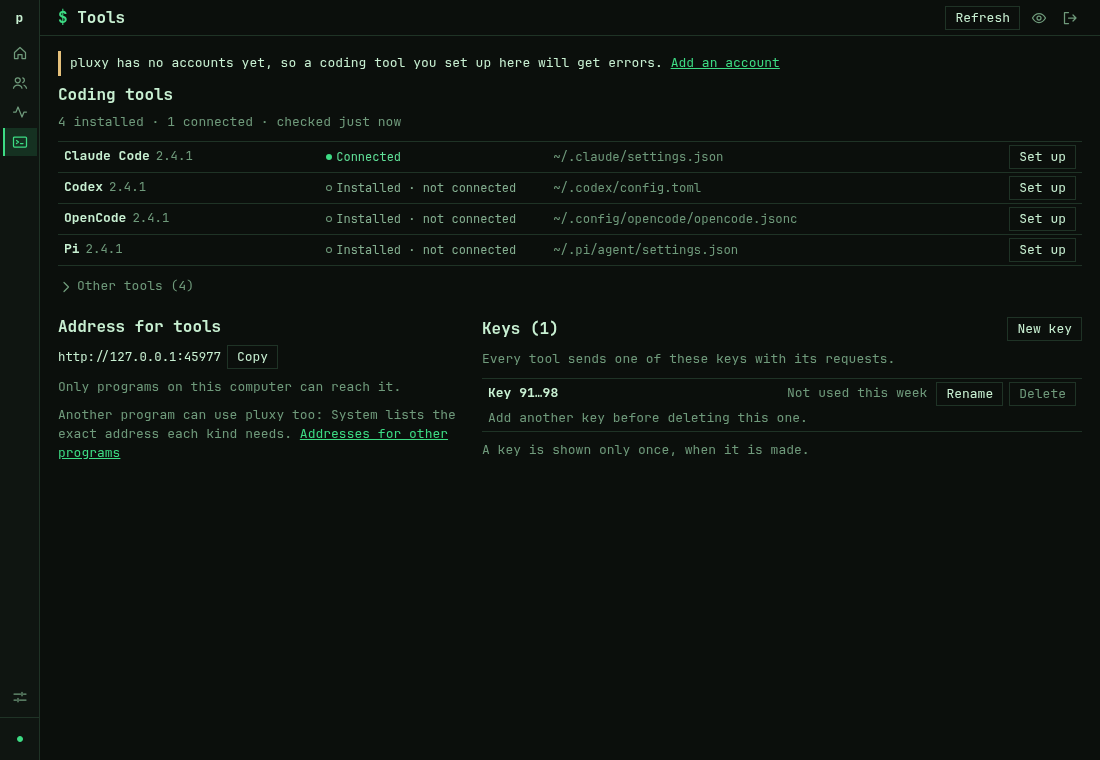 p
$ Tools
Refresh
pluxy has no accounts yet, so a coding tool you set up here will get errors. Add an account
Coding tools
4 installed · 1 connected · checked just now
Claude Code 2.4.1 Connected ~/.claude/settings.json Set up
Codex 2.4.1 Installed · not connected ~/.codex/config.toml Set up
OpenCode 2.4.1 Installed · not connected ~/.config/opencode/opencode.jsonc Set up
Pi 2.4.1 Installed · not connected ~/.pi/agent/settings.json Set up
Other tools (4)
Address for tools
http://127.0.0.1:45977 Copy
Only programs on this computer can reach it.
Another program can use pluxy too: System lists the
exact address each kind needs. Addresses for other
programs
Keys (1)
New key
Every tool sends one of these keys with its requests.
Key 91…98 Not used this week Rename Delete
Add another key before deleting this one.
A key is shown only once, when it is made.